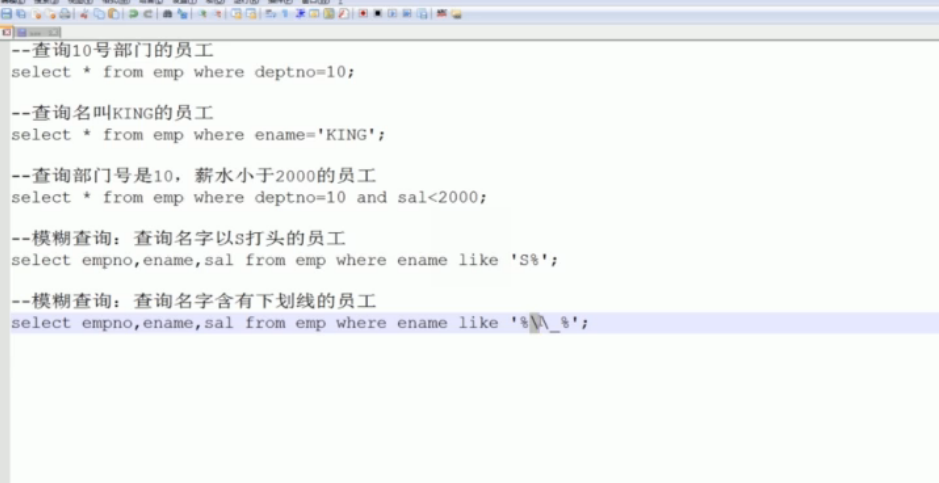 --查询10号部门的员工
select * from emp where deptno=10;
--查询名叫KING的员工
select * from emp where ename='KING';
--查询部门号是10，薪水小于2000的员工
select * from emp where deptno=10 and sal<2000;
--模糊查询：查询名字以S打头的员工
select empno,ename,sal from emp where ename like 'S%';
--模糊查询：查询名字含有下划线的员工
select empno,ename,sal from emp where ename like '%\\_%';